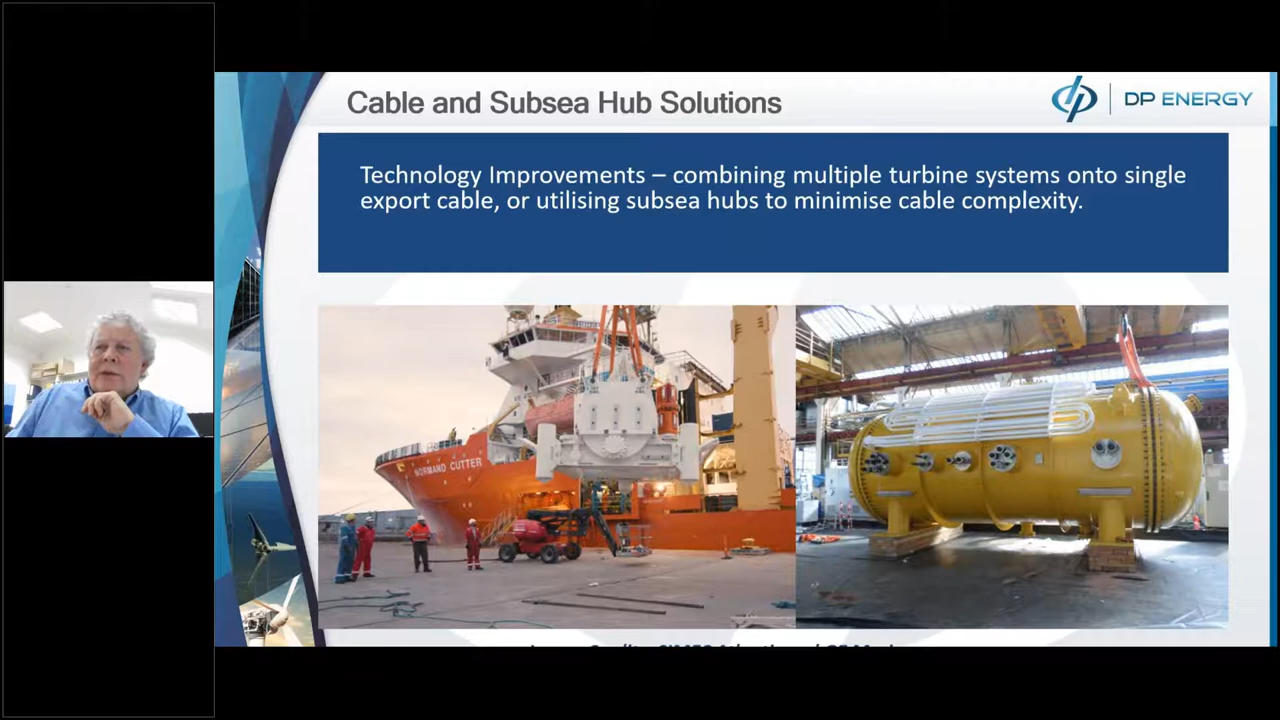 Cable and Subsea Hub Solutions
DP ENERGY
Technology Improvements – combining multiple turbine systems onto single
export cable, or utilising subsea hubs to minimise cable complexity.
NORMAND CUTTER